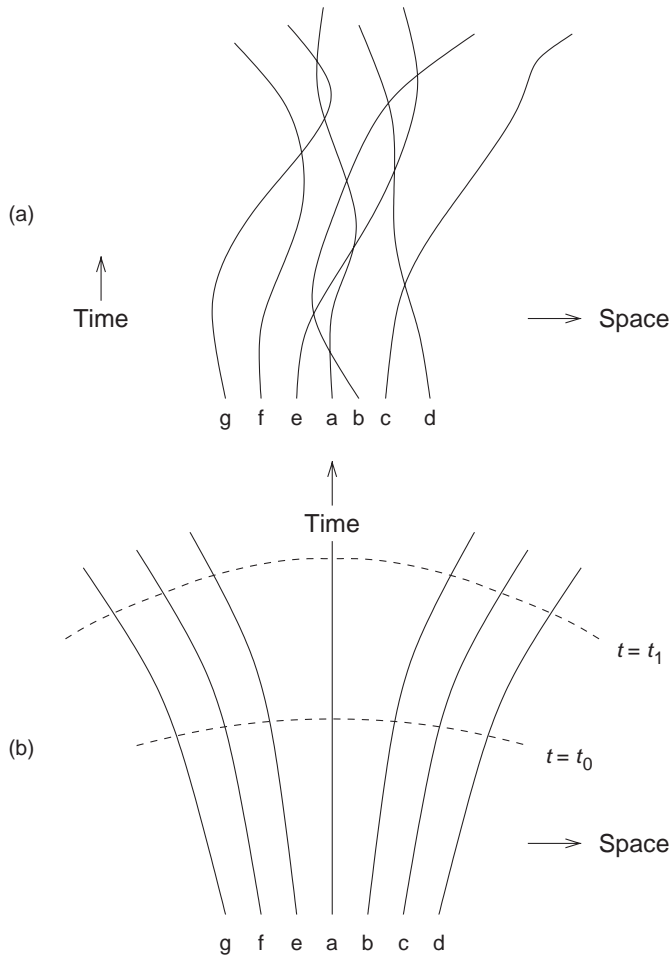 (a)
Time
Space
g f e a b c d
Time
t = t₁
(b)
t = t₀
Space
g f e a b c d